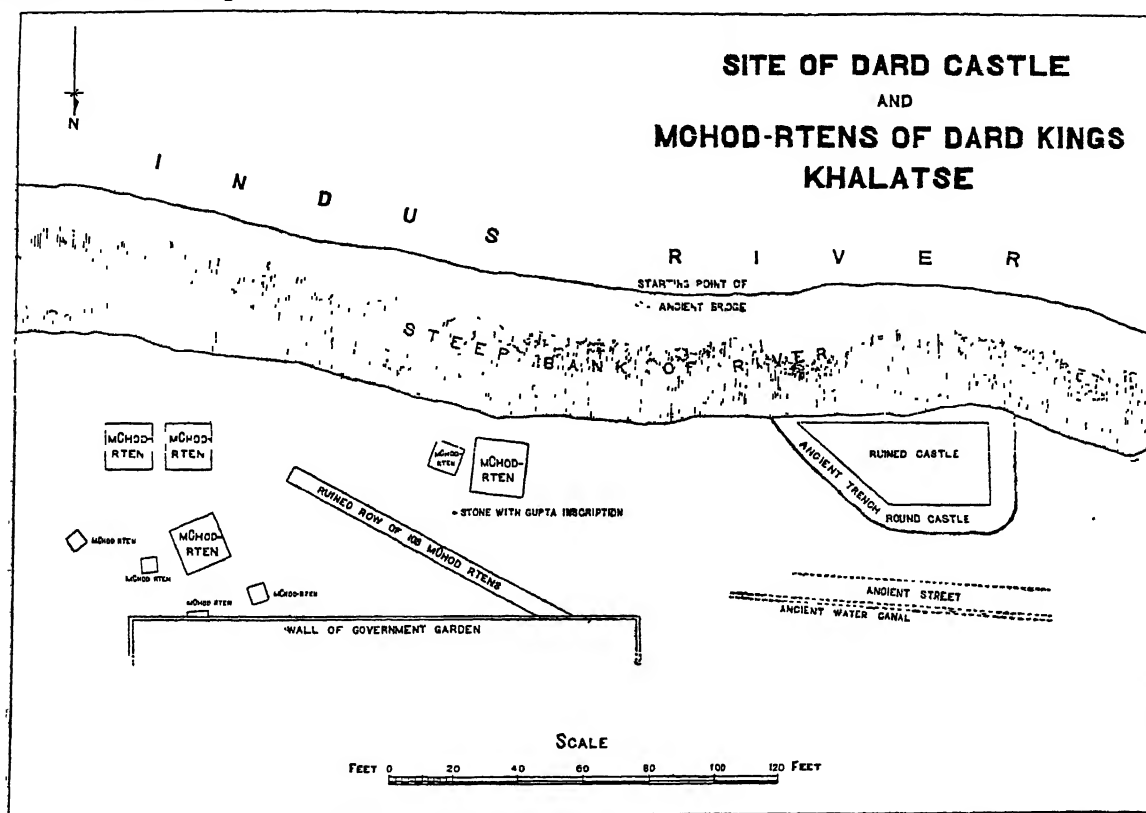 SITE OF DARD CASTLE
AND
MCHOD-RTENS OF DARD KINGS
KHALATSE
N
INDUS
RIVER
STARTING POINT OF
ANCIENT BRIDGE
STEEP BANK OF RIVER
MCHOD-
RTEN
MCHOD-
RTEN
MCHOD-
RTEN
MCHOD-
RTEN
RUINED CASTLE
ANCIENT TRENCH
ROUND CASTLE
RUINED ROW OF 108 MCHOD RTENS
STONE WITH GUPTA INSCRIPTION
MCHOD RTEN
MCHOD-
RTEN
MCHOD RTEN
MCHOD RTEN
MCHOD-RTEN
WALL OF GOVERNMENT GARDEN
ANCIENT STREET
ANCIENT WATER CANAL
SCALE
FEET 0 20 40 60 80 100 120 FEET